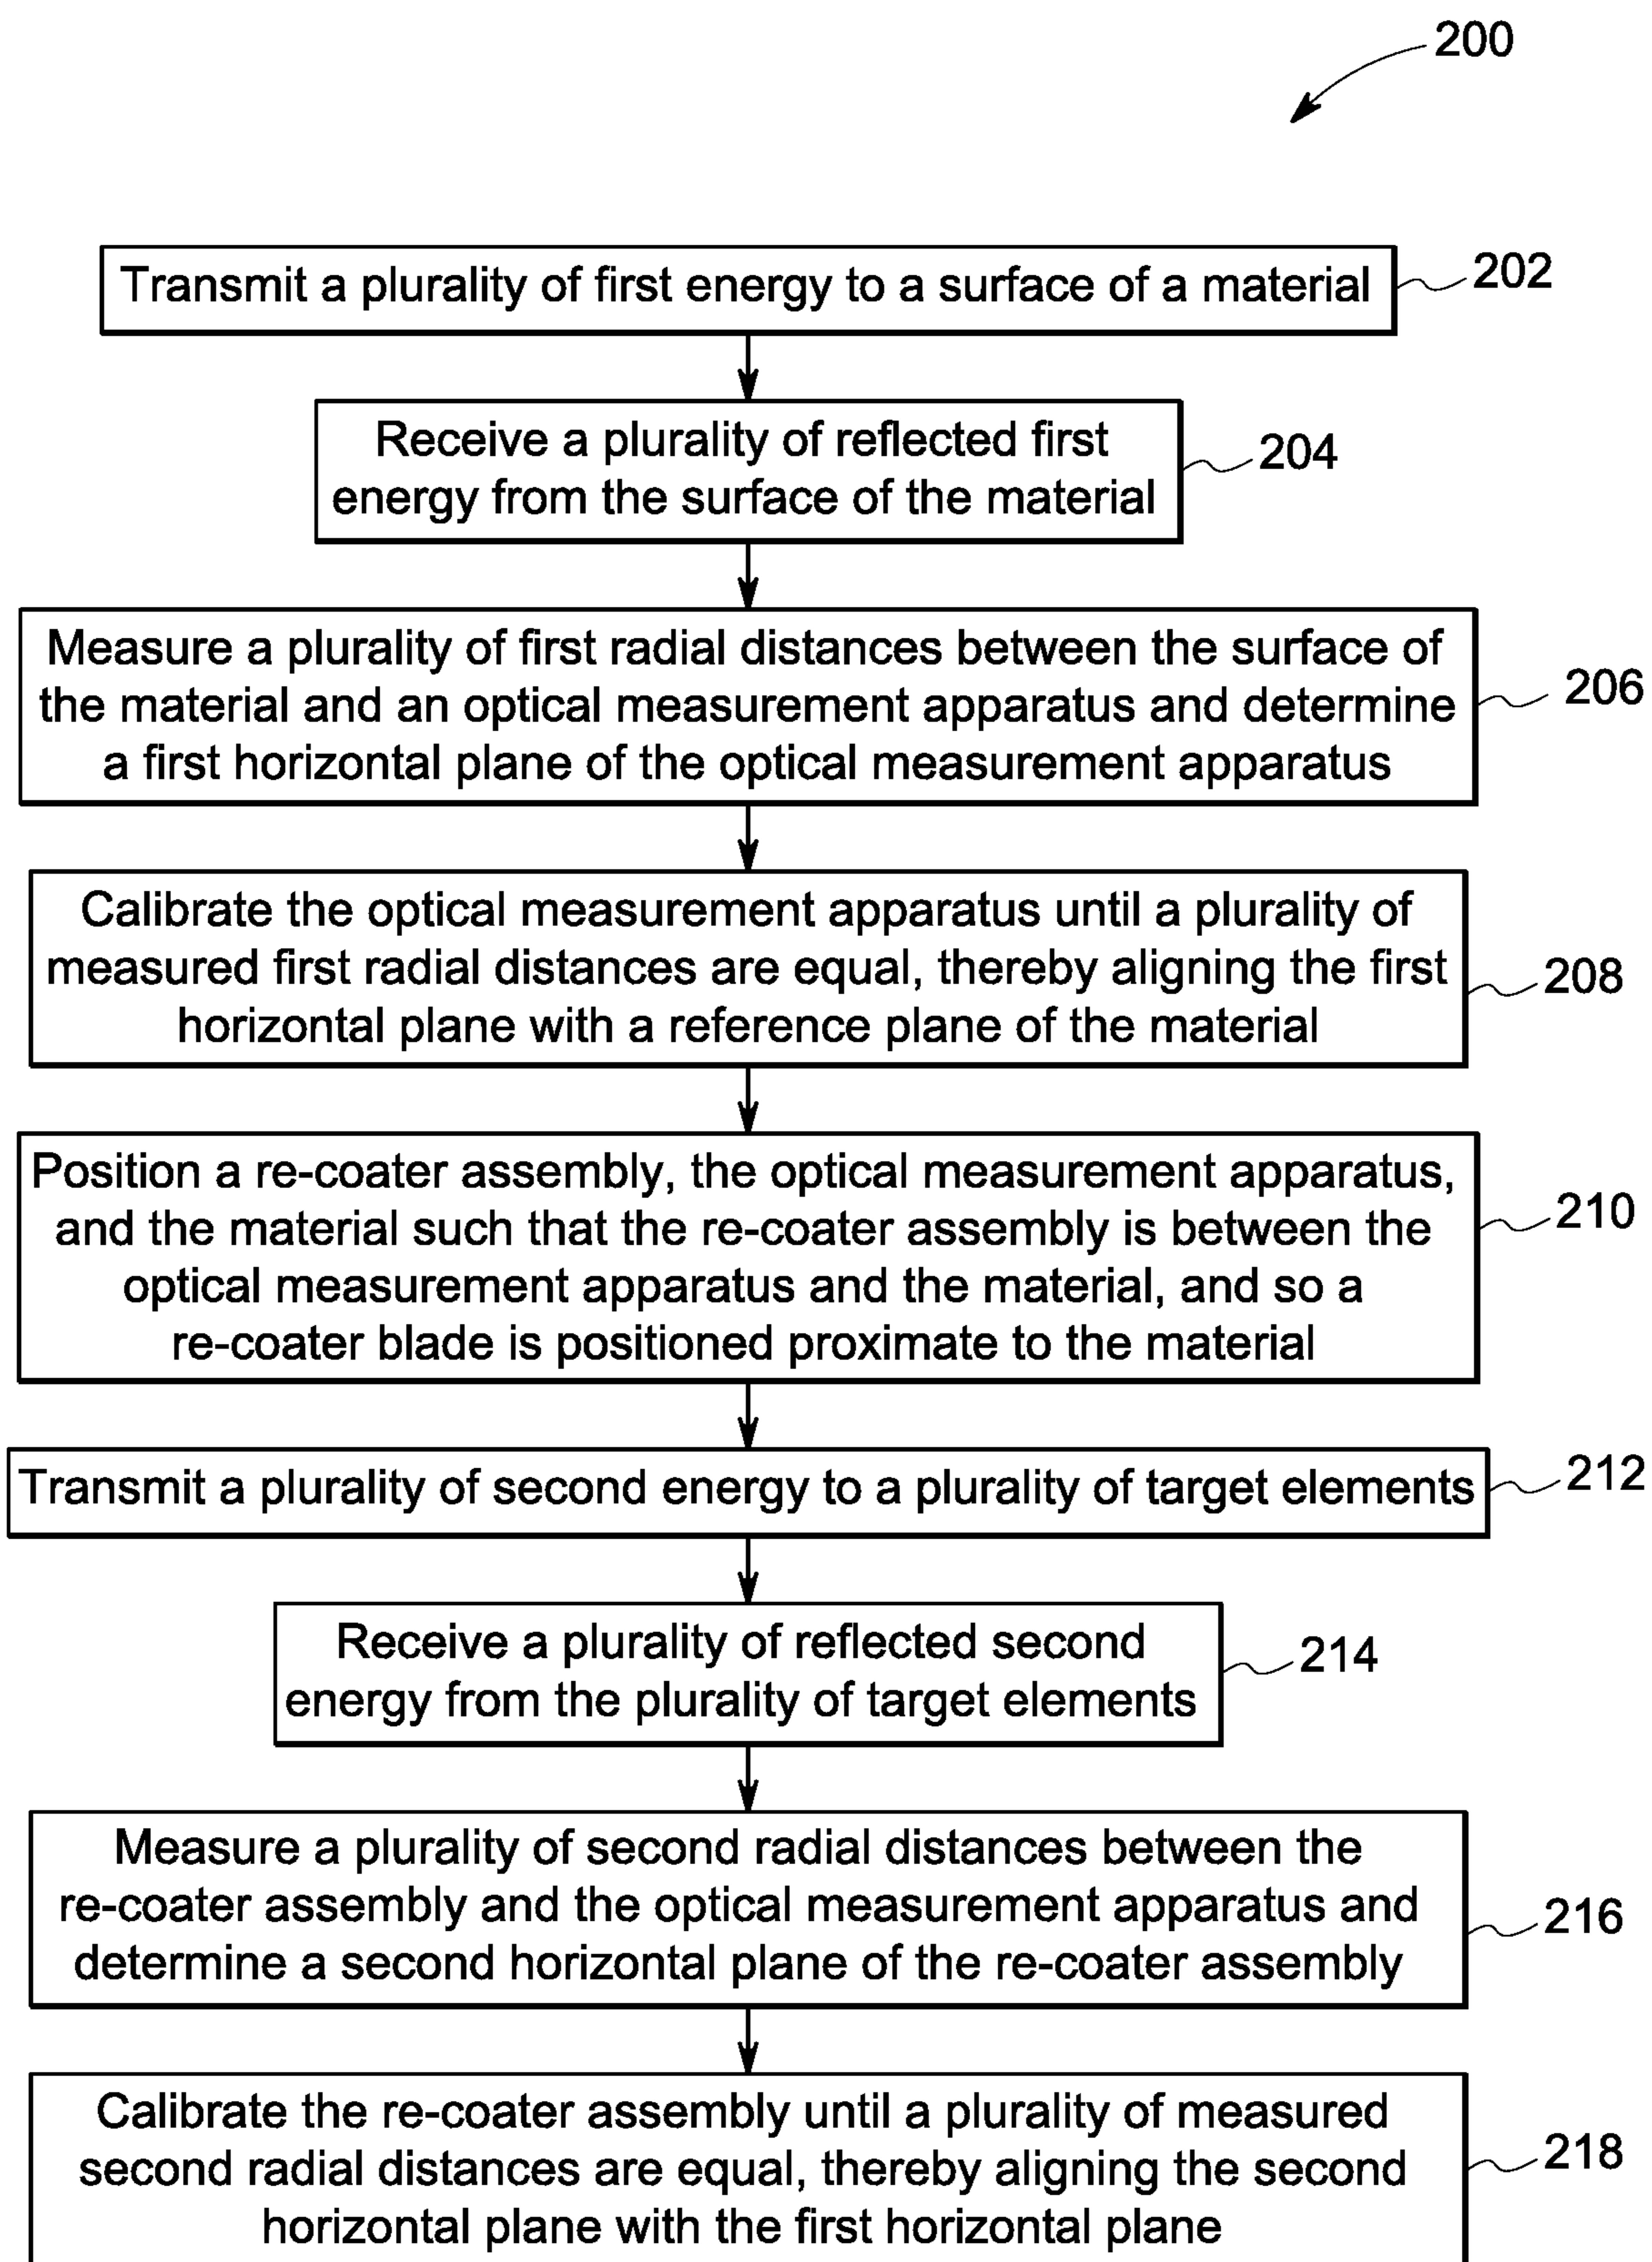 200
Transmit a plurality of first energy to a surface of a material
202
Receive a plurality of reflected first
energy from the surface of the material
204
Measure a plurality of first radial distances between the surface of
the material and an optical measurement apparatus and determine
a first horizontal plane of the optical measurement apparatus
206
Calibrate the optical measurement apparatus until a plurality of
measured first radial distances are equal, thereby aligning the first
horizontal plane with a reference plane of the material
208
Position a re-coater assembly, the optical measurement apparatus,
and the material such that the re-coater assembly is between the
optical measurement apparatus and the material, and so a
re-coater blade is positioned proximate to the material
210
Transmit a plurality of second energy to a plurality of target elements
212
Receive a plurality of reflected second
energy from the plurality of target elements
214
Measure a plurality of second radial distances between the
re-coater assembly and the optical measurement apparatus and
determine a second horizontal plane of the re-coater assembly
216
Calibrate the re-coater assembly until a plurality of measured
second radial distances are equal, thereby aligning the second
horizontal plane with the first horizontal plane
218